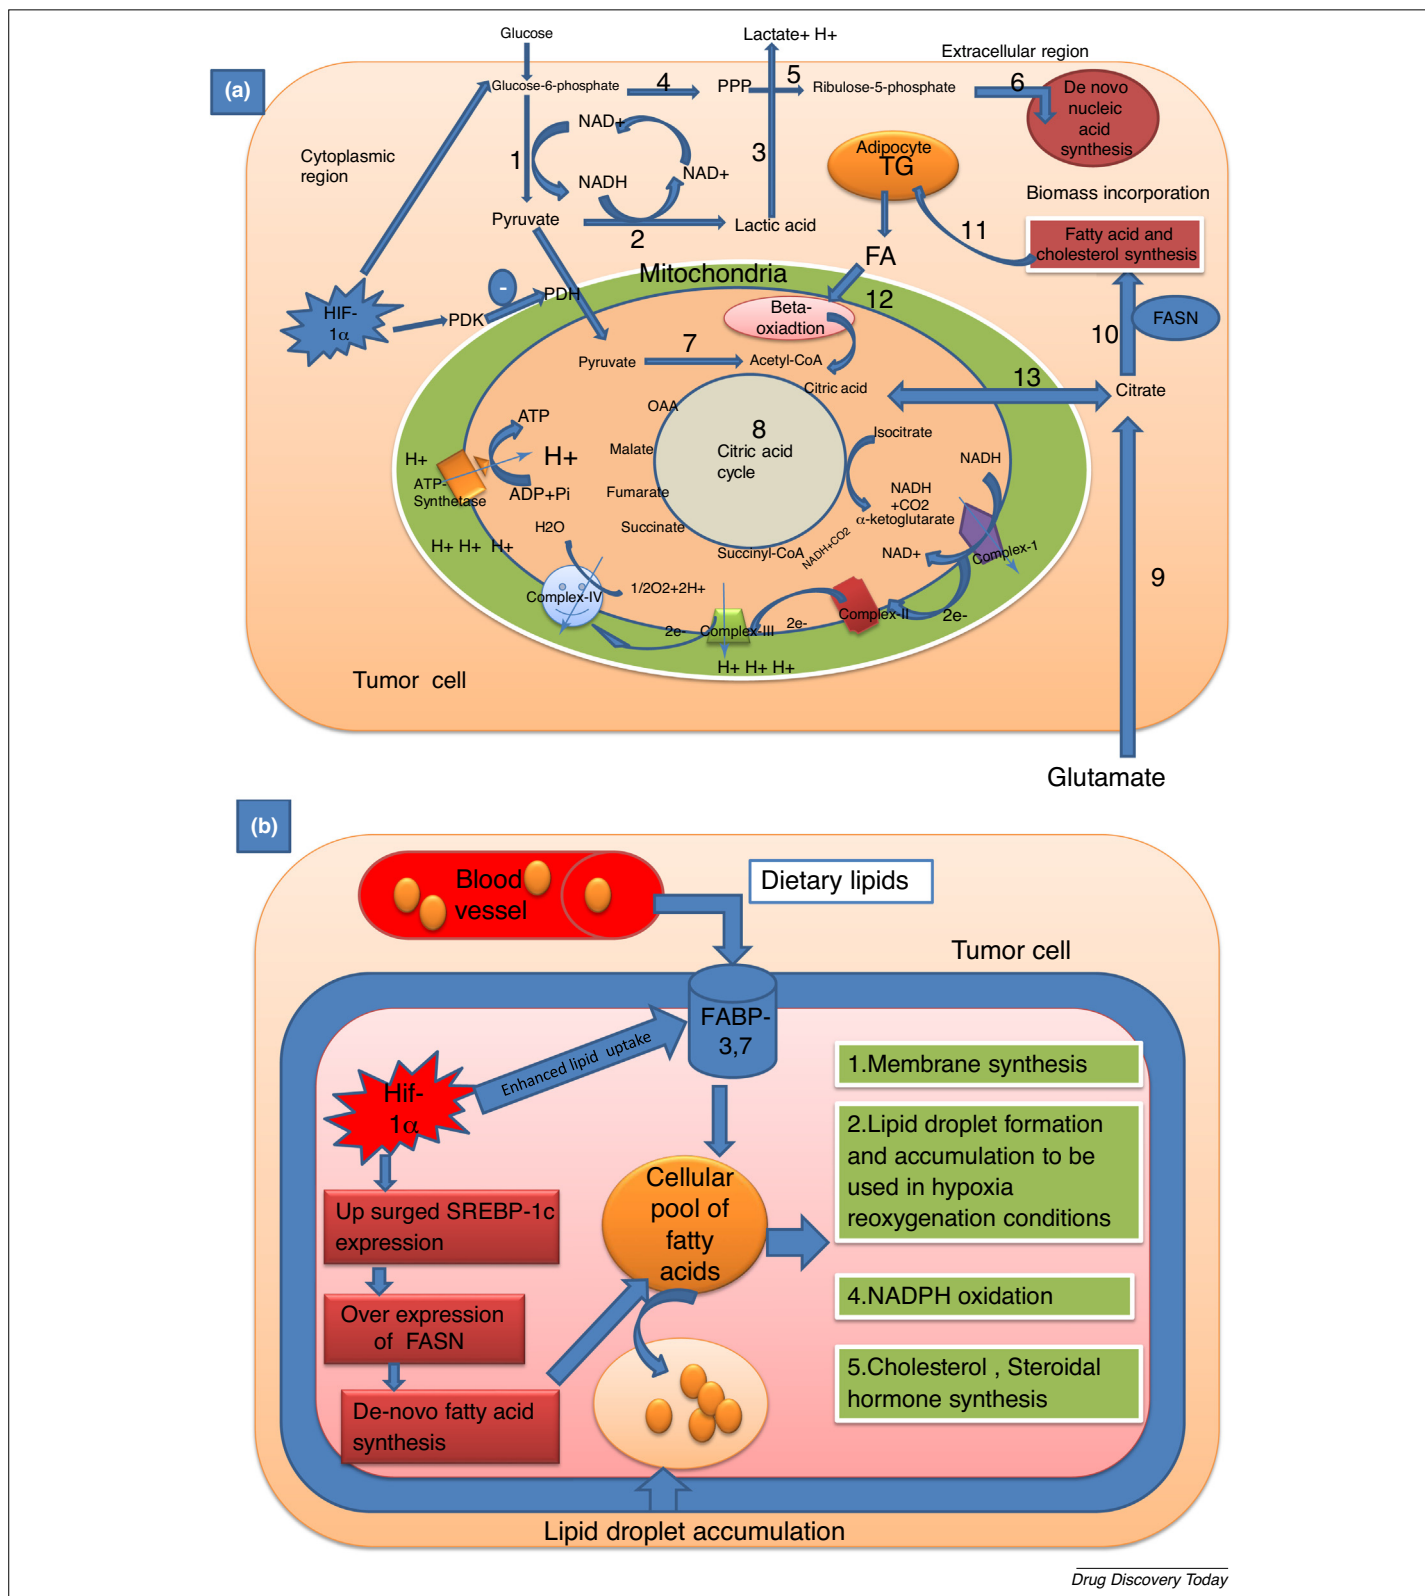 (a)
Glucose
Lactate+ H+
Extracellular region
Glucose-6-phosphate
4
PPP
5
Ribulose-5-phosphate
6
De novo
nucleic
acid
synthesis
Cytoplasmic
region
1
NAD+
NADH
NAD+
3
Adipocyte
TG
Biomass incorporation
Pyruvate
2
Lactic acid
11
Fatty acid and
cholesterol synthesis
FA
Mitochondria
HIF-
1α
PDK
-
PDH
12
Beta-
oxiadtion
10
FASN
Pyruvate
7
Acetyl-CoA
Citric acid
13
Citrate
OAA
8
Citric acid
cycle
Isocitrate
Malate
NADH
+CO2
α-ketoglutarate
NADH
Fumarate
Succinate
Succinyl-CoA
NADH+CO2
NAD+
Complex-1
ATP
H+
H+
ATP-
Synthetase
ADP+Pi
H2O
H+ H+ H+
Complex-IV
1/2O2+2H+
2e-
Complex-III
2e-
Complex-II
2e-
H+ H+ H+
9
Tumor cell
Glutamate
(b)
Blood
vessel
Dietary lipids
Tumor cell
FABP-
3,7
Enhanced lipid uptake
Hif-
1α
1.Membrane synthesis
2.Lipid droplet formation
and accumulation to be
used in hypoxia
reoxygenation conditions
Cellular
pool of
fatty
acids
Up surged SREBP-1c
expression
4.NADPH oxidation
Over expression
of FASN
5.Cholesterol , Steroidal
hormone synthesis
De-novo fatty acid
synthesis
Lipid droplet accumulation
Drug Discovery Today